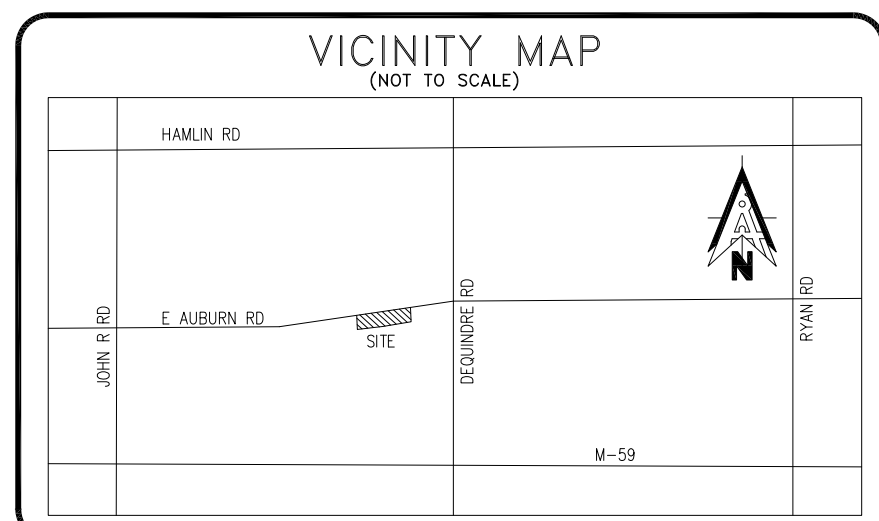 VICINITY MAP
(NOT TO SCALE)
HAMLIN RD
N
E AUBURN RD
SITE
JOHN R RD
DEQUINDRE RD
RYAN RD
M-59